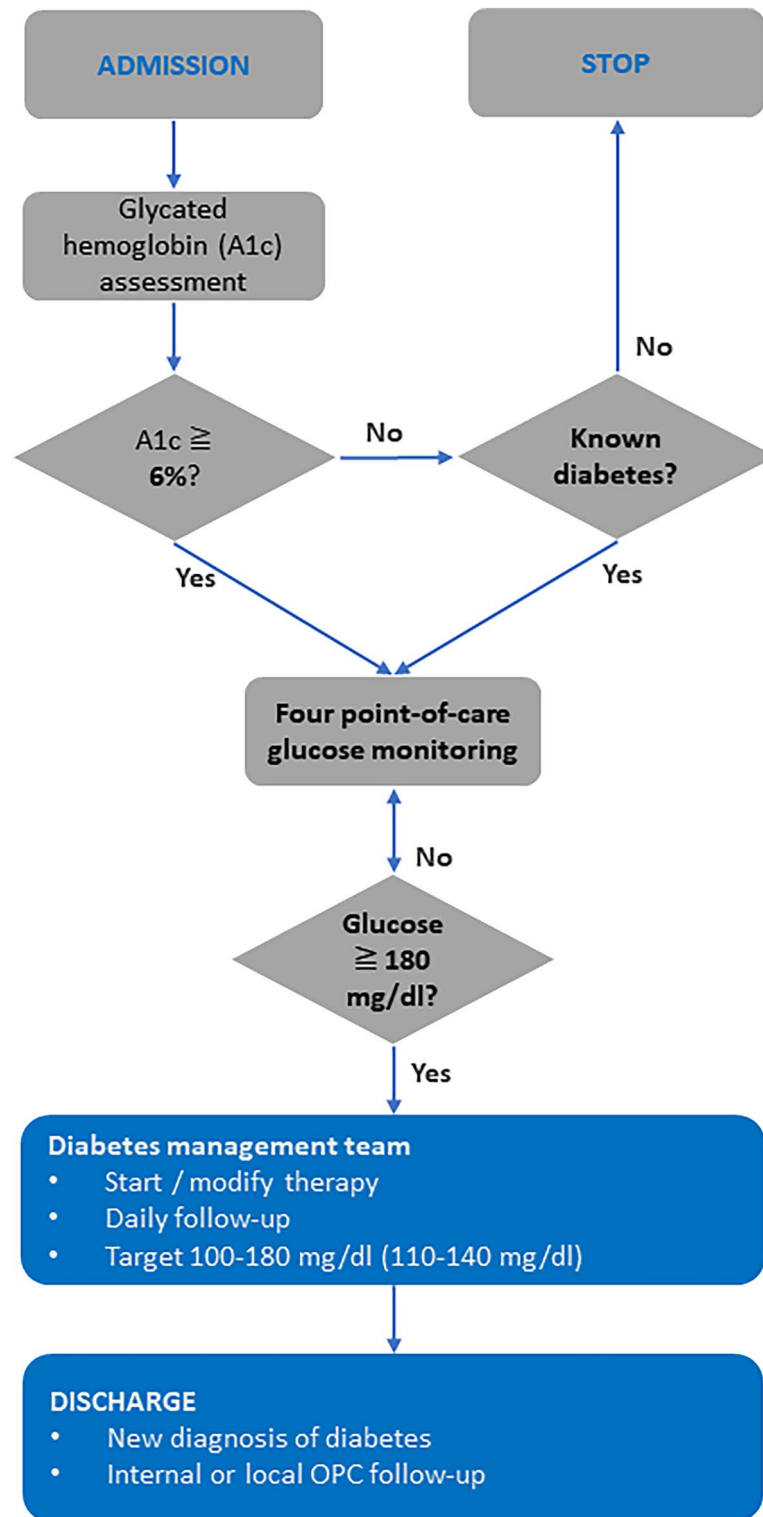 ADMISSION
STOP
Glycated
hemoglobin (A1c)
assessment
No
A1c ≧
6%?
No
Known
diabetes?
Yes
Yes
Four point-of-care
glucose monitoring
No
Glucose
≧ 180
mg/dl?
Yes
Diabetes management team
• Start / modify therapy
• Daily follow-up
• Target 100-180 mg/dl (110-140 mg/dl)
DISCHARGE
• New diagnosis of diabetes
• Internal or local OPC follow-up